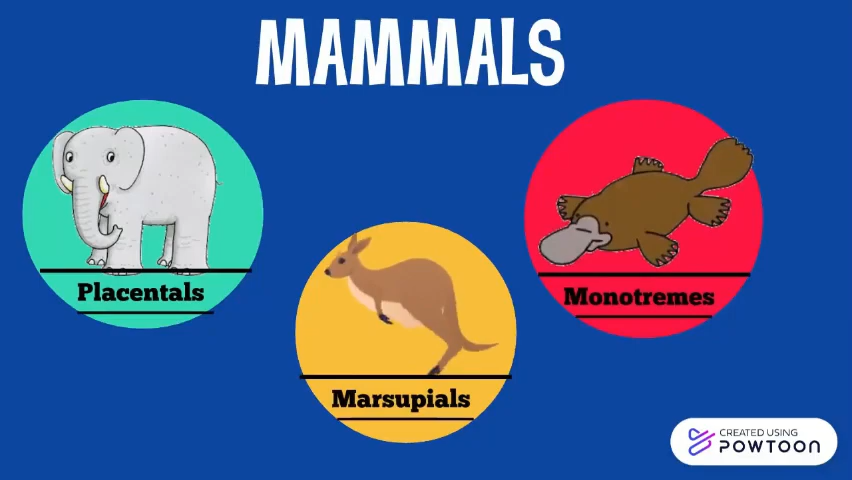 MAMMALS
Placentals
Monotremes
Marsupials
CREATED USING
POWTOON